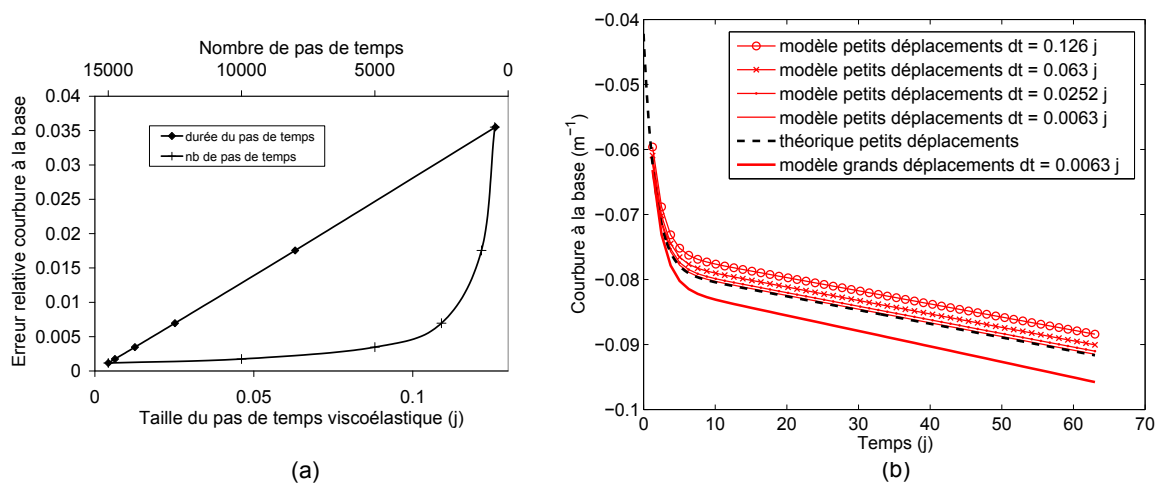 Nombre de pas de temps
15000 10000 5000 0
0.04
0.035
0.03
0.025
0.02
0.015
0.01
0.005
0
Erreur relative courbure à la base
durée du pas de temps
nb de pas de temps
0 0.05 0.1
Taille du pas de temps viscoélastique (j)
(a)
−0.04
−0.05
−0.06
−0.07
−0.08
−0.09
−0.1
Courbure à la base (m⁻¹)
modèle petits déplacements dt = 0.126 j
modèle petits déplacements dt = 0.063 j
modèle petits déplacements dt = 0.0252 j
modèle petits déplacements dt = 0.0063 j
théorique petits déplacements
modèle grands déplacements dt = 0.0063 j
0 10 20 30 40 50 60 70
Temps (j)
(b)